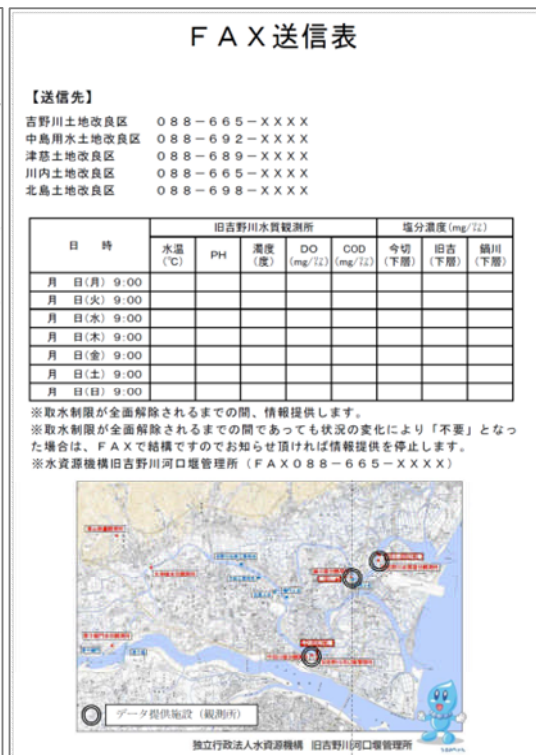 ＦＡＸ送信表
【送信先】
吉野川土地改良区　０８８－６６５－ＸＸＸＸ
中島用水土地改良区　０８８－６９２－ＸＸＸＸ
津慈土地改良区　０８８－６８９－ＸＸＸＸ
川内土地改良区　０８８－６６５－ＸＸＸＸ
北島土地改良区　０８８－６９８－ＸＸＸＸ
日　時　旧吉野川水質観測所　塩分濃度(mg/㍑)
水温(℃)　PH　濁度(度)　DO(mg/㍑)　COD(mg/㍑)　今切(下層)　旧吉(下層)　鍋川(下層)
月　日(月) 9:00
月　日(火) 9:00
月　日(水) 9:00
月　日(木) 9:00
月　日(金) 9:00
月　日(土) 9:00
月　日(日) 9:00
※取水制限が全面解除されるまでの間、情報提供します。
※取水制限が全面解除されるまでの間であっても状況の変化により「不要」となっ
た場合は、ＦＡＸで結構ですのでお知らせ頂ければ情報提供を停止します。
※水資源機構旧吉野川河口堰管理所（ＦＡＸ０８８－６６５－ＸＸＸＸ）
データ提供施設（観測所）
独立行政法人水資源機構　旧吉野川河口堰管理所